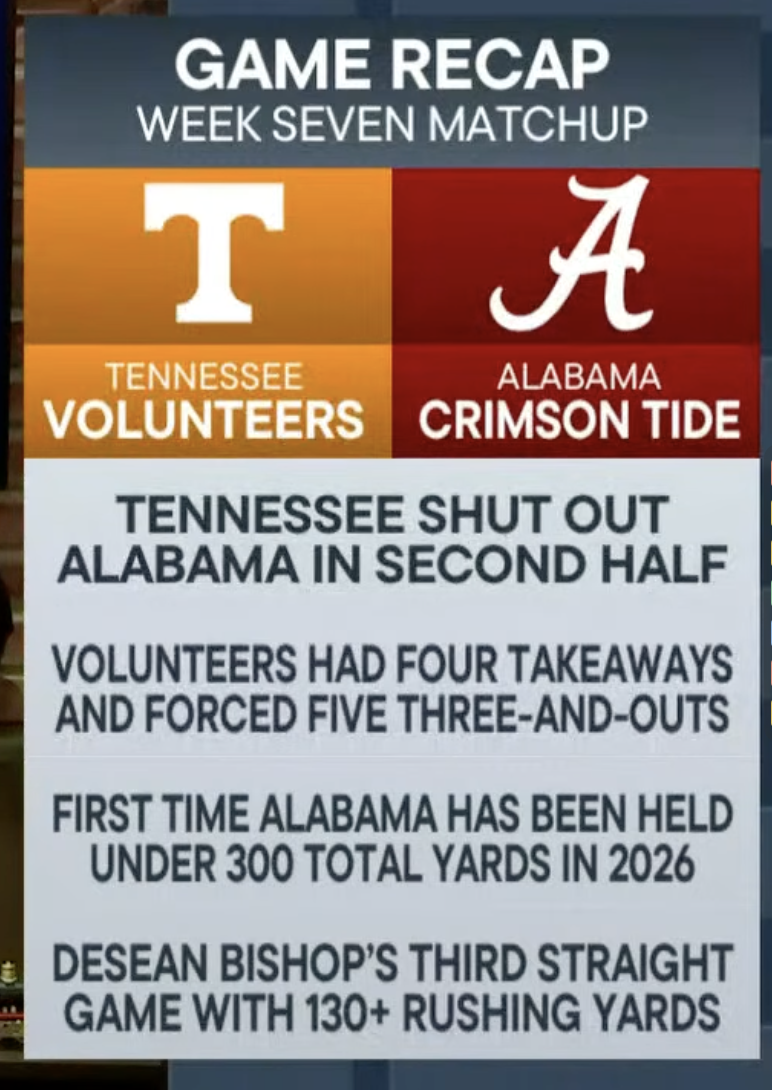 GAME RECAP
WEEK SEVEN MATCHUP
T
A
TENNESSEE
VOLUNTEERS
ALABAMA
CRIMSON TIDE
TENNESSEE SHUT OUT
ALABAMA IN SECOND HALF
VOLUNTEERS HAD FOUR TAKEAWAYS
AND FORCED FIVE THREE-AND-OUTS
FIRST TIME ALABAMA HAS BEEN HELD
UNDER 300 TOTAL YARDS IN 2026
DESEAN BISHOP'S THIRD STRAIGHT
GAME WITH 130+ RUSHING YARDS